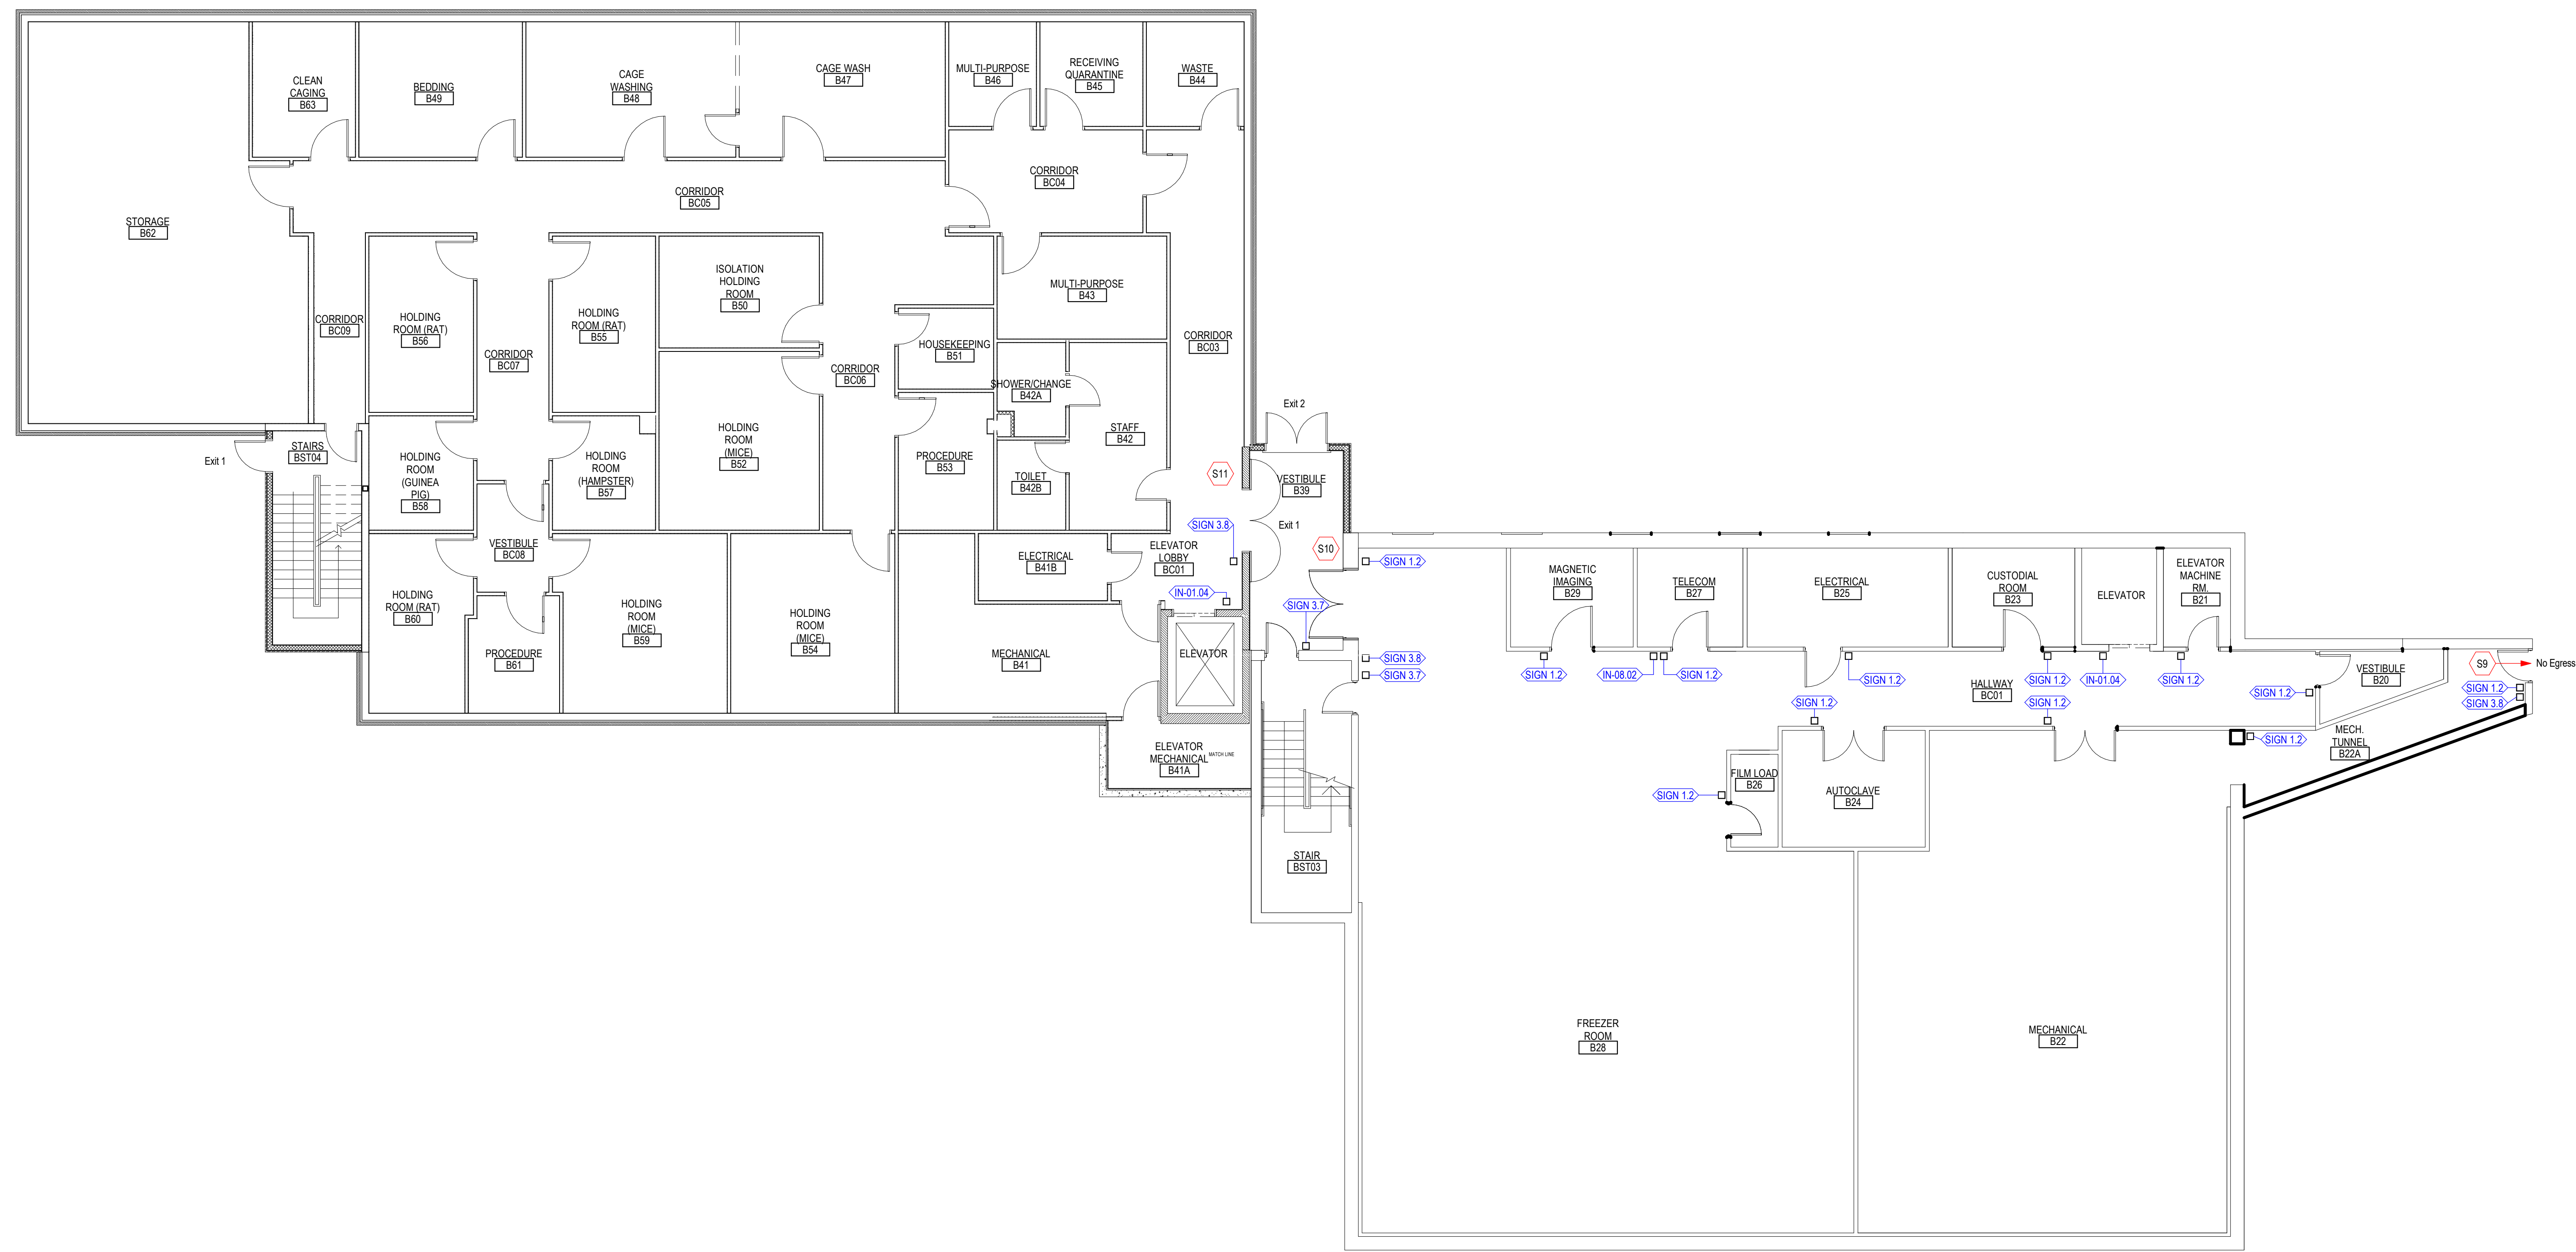 CLEAN
CAGING
B63
BEDDING
B49
CAGE
WASHING
B48
CAGE WASH
B47
MULTI-PURPOSE
B46
RECEIVING
QUARANTINE
B45
WASTE
B44
STORAGE
B62
CORRIDOR
BC05
CORRIDOR
BC04
CORRIDOR
BC09
HOLDING
ROOM (RAT)
B56
CORRIDOR
BC07
HOLDING
ROOM (RAT)
B55
ISOLATION
HOLDING
ROOM
B50
MULTI-PURPOSE
B43
HOUSEKEEPING
B51
CORRIDOR
BC03
CORRIDOR
BC06
SHOWER/CHANGE
B42A
STAFF
B42
Exit 2
Exit 1
STAIRS
BST04
HOLDING
ROOM
(GUINEA
PIG)
B58
HOLDING
ROOM
(HAMPSTER)
B57
HOLDING
ROOM
(MICE)
B52
PROCEDURE
B53
TOILET
B42B
S11
VESTIBULE
B39
SIGN 3.8
Exit 1
S10
VESTIBULE
BC08
ELECTRICAL
B41B
ELEVATOR
LOBBY
BC01
IN-01.04
SIGN 3.7
SIGN 1.2
HOLDING
ROOM (RAT)
B60
PROCEDURE
B61
HOLDING
ROOM
(MICE)
B59
HOLDING
ROOM
(MICE)
B54
MECHANICAL
B41
ELEVATOR
SIGN 3.8
SIGN 3.7
ELEVATOR
MECHANICAL
B41A
MATCH LINE
STAIR
BST03
MAGNETIC
IMAGING
B29
TELECOM
B27
ELECTRICAL
B25
CUSTODIAL
ROOM
B23
ELEVATOR
ELEVATOR
MACHINE
RM.
B21
SIGN 1.2
IN-08.02
SIGN 1.2
SIGN 1.2
SIGN 1.2
HALLWAY
BC01
SIGN 1.2
SIGN 1.2
IN-01.04
SIGN 1.2
SIGN 1.2
VESTIBULE
B20
S9
No Egress
SIGN 1.2
SIGN 3.8
MECH.
TUNNEL
B22A
SIGN 1.2
FILM LOAD
B26
SIGN 1.2
AUTOCLAVE
B24
FREEZER
ROOM
B28
MECHANICAL
B22